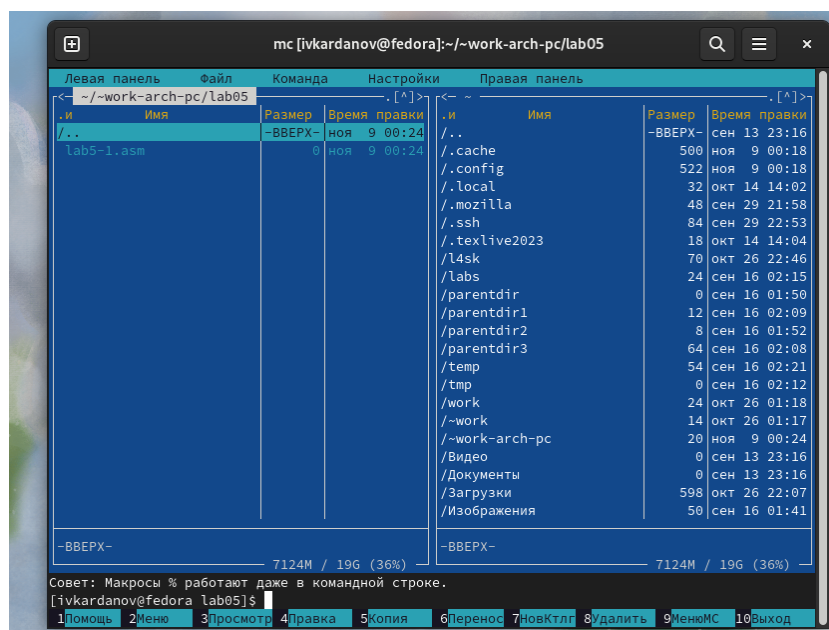 mc [ivkardanov@fedora]:~/~work-arch-pc/lab05
Левая панель Файл Команда Настройки Правая панель
<─ ~/~work-arch-pc/lab05 .[^]>
.и Имя Размер Время правки
/.. -ВВЕРХ- ноя 9 00:24
lab5-1.asm 0 ноя 9 00:24
-ВВЕРХ-
7124M / 19G (36%)
<─ ~ .[^]>
.и Имя Размер Время правки
/.. -ВВЕРХ- сен 13 23:16
/.cache 500 ноя 9 00:18
/.config 522 ноя 9 00:18
/.local 32 окт 14 14:02
/.mozilla 48 сен 29 21:58
/.ssh 84 сен 29 22:53
/.texlive2023 18 окт 14 14:04
/l4sk 70 окт 26 22:46
/labs 24 сен 16 02:15
/parentdir 0 сен 16 01:50
/parentdir1 12 сен 16 02:09
/parentdir2 8 сен 16 01:52
/parentdir3 64 сен 16 02:08
/temp 54 сен 16 02:21
/tmp 0 сен 16 02:12
/work 24 окт 26 01:18
/~work 14 окт 26 01:17
/~work-arch-pc 20 ноя 9 00:24
/Видео 0 сен 13 23:16
/Документы 0 сен 13 23:16
/Загрузки 598 окт 26 22:07
/Изображения 50 сен 16 01:41
-ВВЕРХ-
7124M / 19G (36%)
Совет: Макросы % работают даже в командной строке.
[ivkardanov@fedora lab05]$
1Помощь 2Меню 3Просмотр 4Правка 5Копия 6Перенос 7НовКтлг 8Удалить 9МенюMC 10Выход